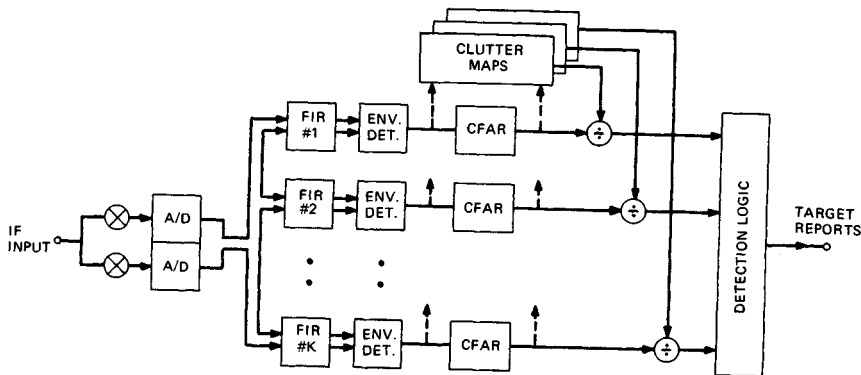 CLUTTER
MAPS
FIR
#1
ENV.
DET.
CFAR
÷
FIR
#2
ENV.
DET.
CFAR
÷
A/D
A/D
IF
INPUT
FIR
#K
ENV.
DET.
CFAR
÷
DETECTION LOGIC
TARGET
REPORTS